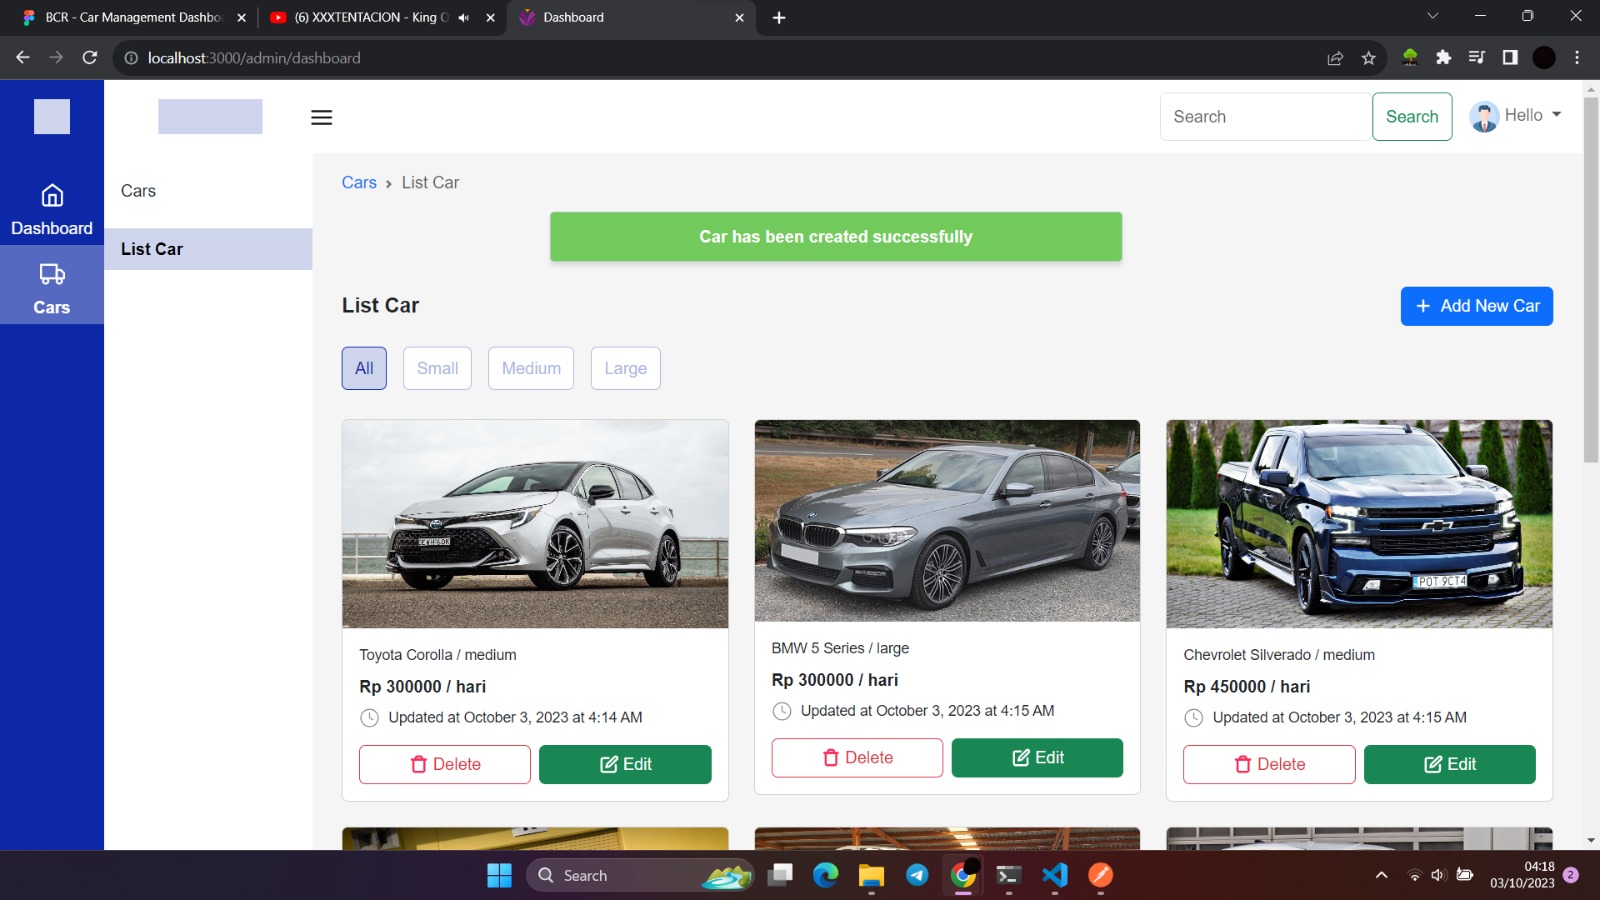 BCR - Car Management Dashbo
(6) XXXTENTACION - King O
Dashboard
localhost:3000/admin/dashboard
Search
Search
Hello
Dashboard
Cars
Cars
List Car
Cars › List Car
Car has been created successfully
List Car
+ Add New Car
All
Small
Medium
Large
Toyota Corolla / medium
Rp 300000 / hari
Updated at October 3, 2023 at 4:14 AM
Delete
Edit
BMW 5 Series / large
Rp 300000 / hari
Updated at October 3, 2023 at 4:15 AM
Delete
Edit
POT 9CT4
Chevrolet Silverado / medium
Rp 450000 / hari
Updated at October 3, 2023 at 4:15 AM
Delete
Edit
Search
04:18
03/10/2023
2